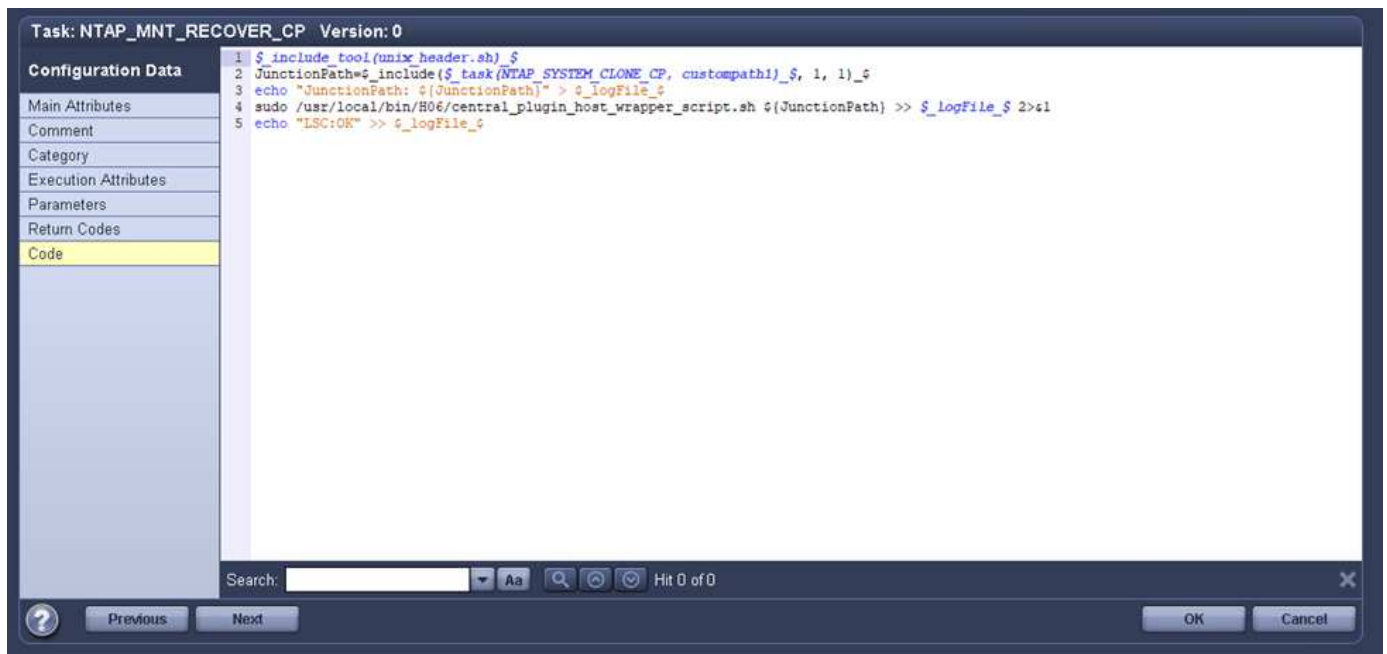 Task: NTAP_MNT_RECOVER_CP Version: 0
Configuration Data
Main Attributes
Comment
Category
Execution Attributes
Parameters
Return Codes
Code
1 $_include_tool(unix_header.sh)_$
2 JunctionPath=$_include($_task(NTAP_SYSTEM_CLONE_CP, custompath1)_$, 1, 1)_$
3 echo "JunctionPath: ${JunctionPath}" > $_logFile_$
4 sudo /usr/local/bin/H06/central_plugin_host_wrapper_script.sh ${JunctionPath} >> $_logFile_$ 2>&1
5 echo "LSC:OK" >> $_logFile_$
Search: Aa Hit 0 of 0
? Previous Next OK Cancel